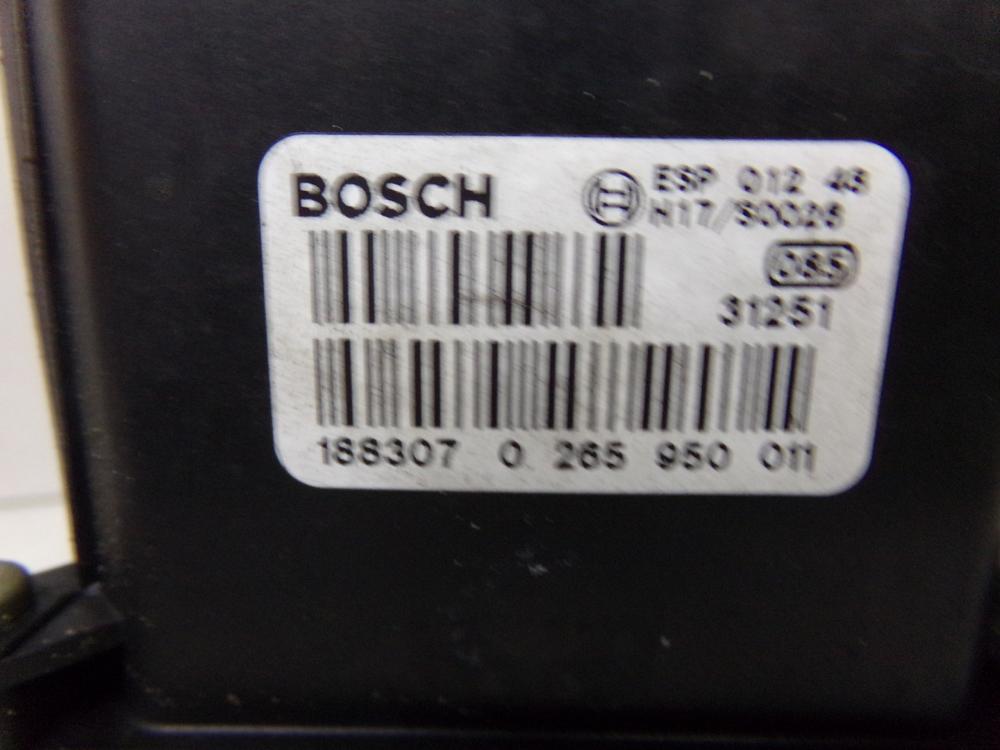 BOSCH
ESP 012 48
H17/S0026
085
31251
188307 0 265 950 011